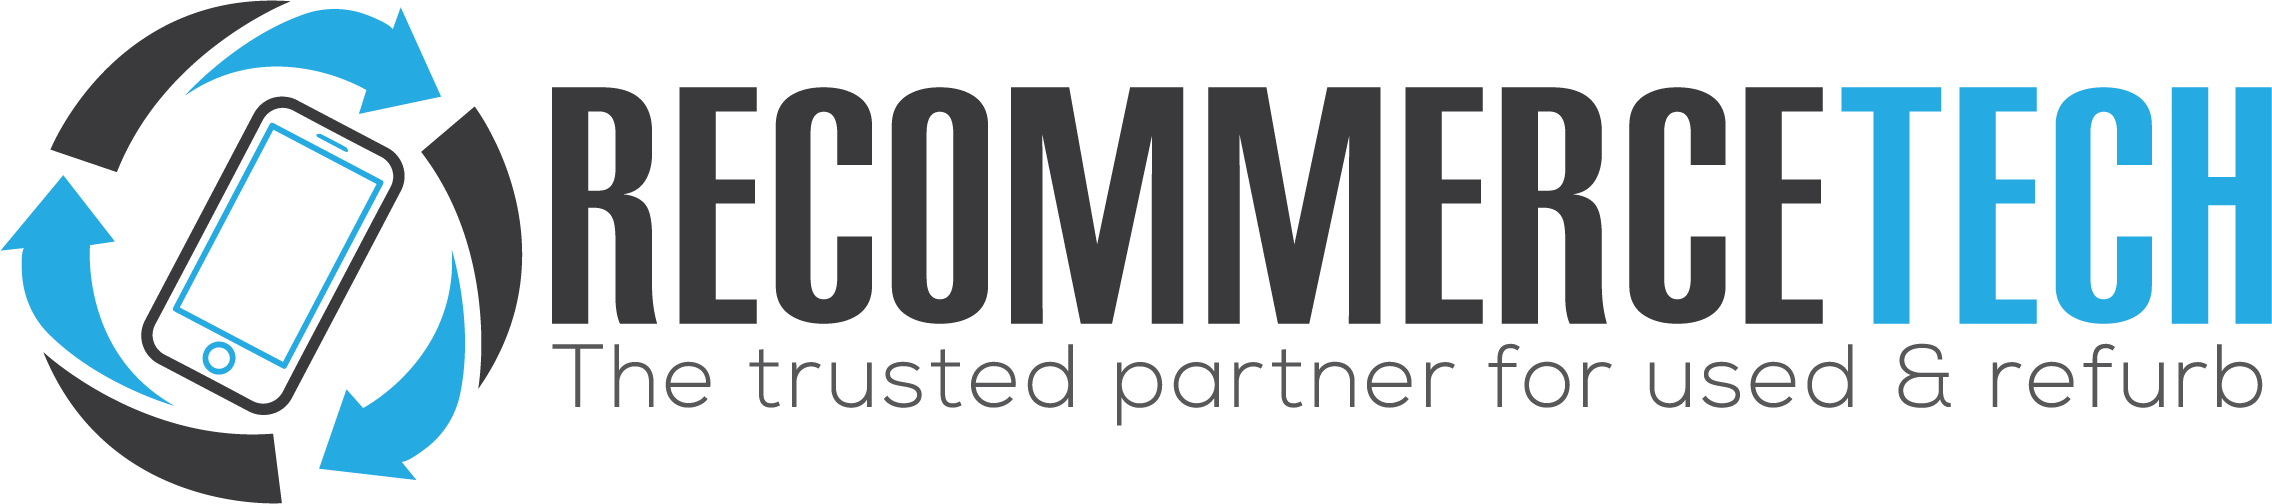 RECOMMERCETECH
The trusted partner for used & refurb